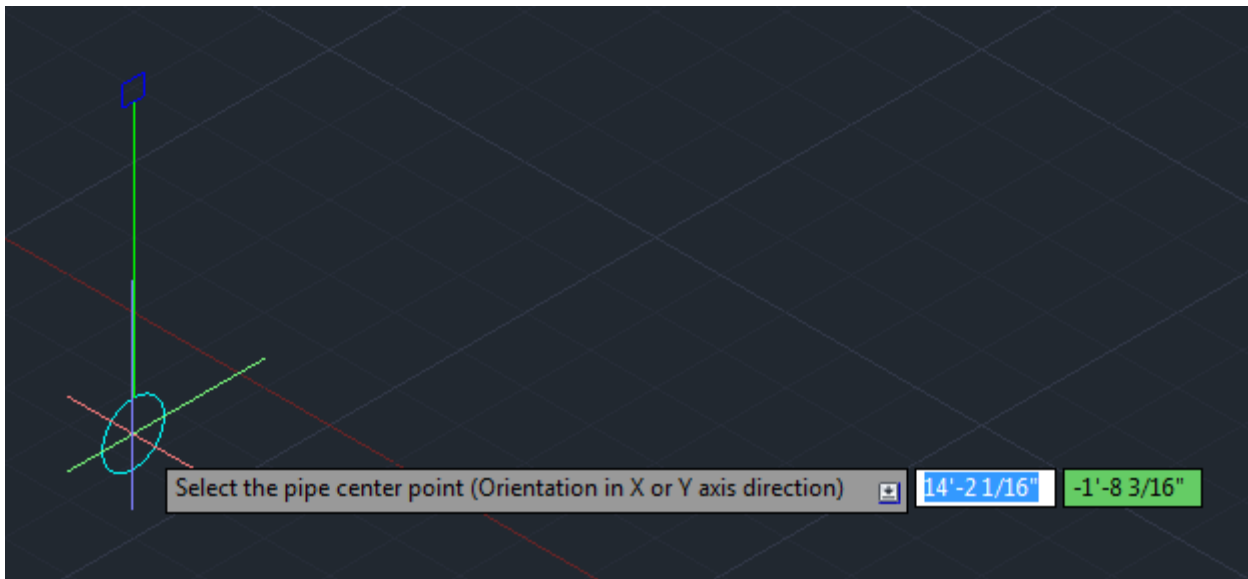 Select the pipe center point (Orientation in X or Y axis direction) 14'-2 1/16" -1'-8 3/16"